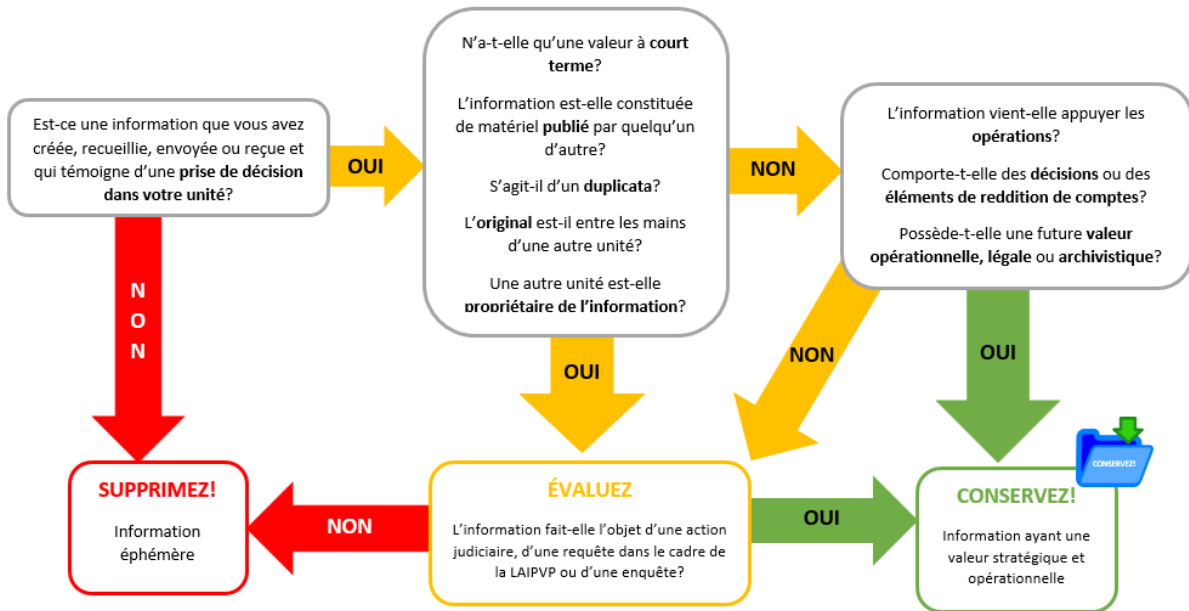 Est-ce une information que vous avez
créée, recueillie, envoyée ou reçue et
qui témoigne d'une prise de décision
dans votre unité?
OUI
N'a-t-elle qu'une valeur à court
terme?
L'information est-elle constituée
de matériel publié par quelqu'un
d'autre?
S'agit-il d'un duplicata?
L'original est-il entre les mains
d'une autre unité?
Une autre unité est-elle
propriétaire de l'information?
NON
L'information vient-elle appuyer les
opérations?
Comporte-t-elle des décisions ou des
éléments de reddition de comptes?
Possède-t-elle une future valeur
opérationnelle, légale ou archivistique?
N
O
N
OUI
NON
OUI
SUPPRIMEZ!
Information
éphémère
NON
ÉVALUEZ
L'information fait-elle l'objet d'une action
judiciaire, d'une requête dans le cadre de
la LAIPVP ou d'une enquête?
OUI
CONSERVEZ!
CONSERVEZ!
Information ayant une
valeur stratégique et
opérationnelle